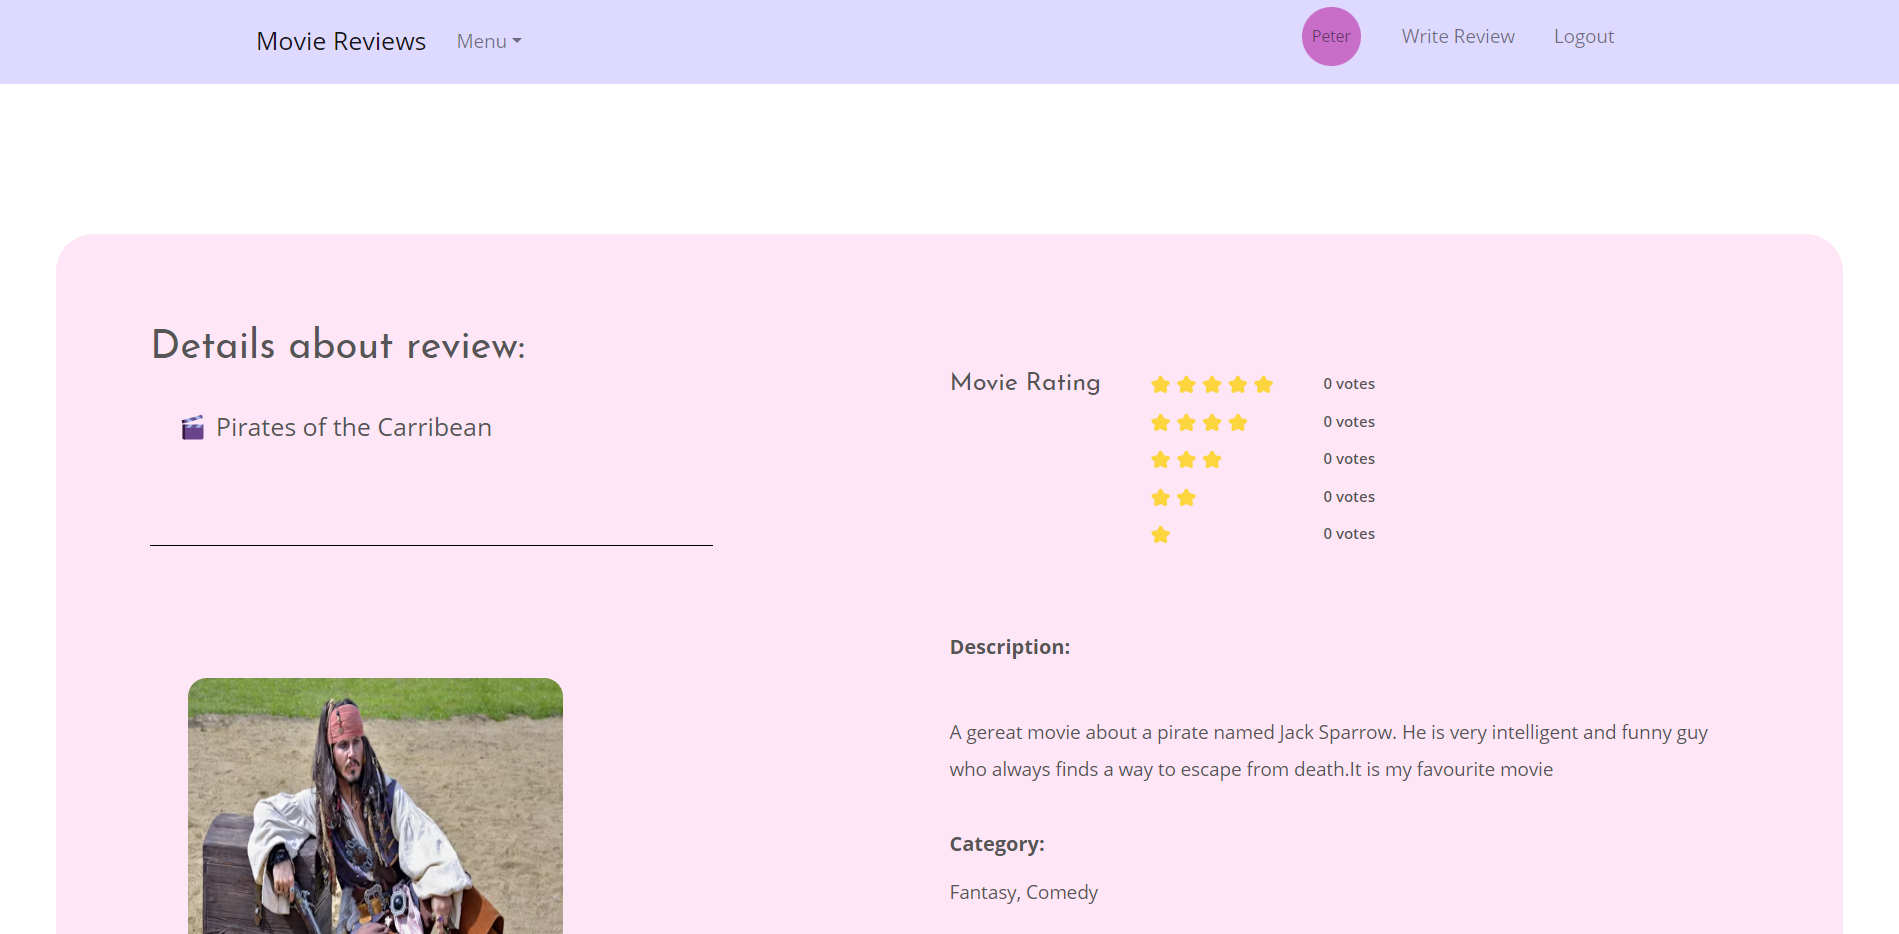 Movie Reviews
Menu
Peter
Write Review
Logout
Details about review:
Pirates of the Carribean
Movie Rating
0 votes
0 votes
0 votes
0 votes
0 votes
Description:
A gereat movie about a pirate named Jack Sparrow. He is very intelligent and funny guy
who always finds a way to escape from death.It is my favourite movie
Category:
Fantasy, Comedy